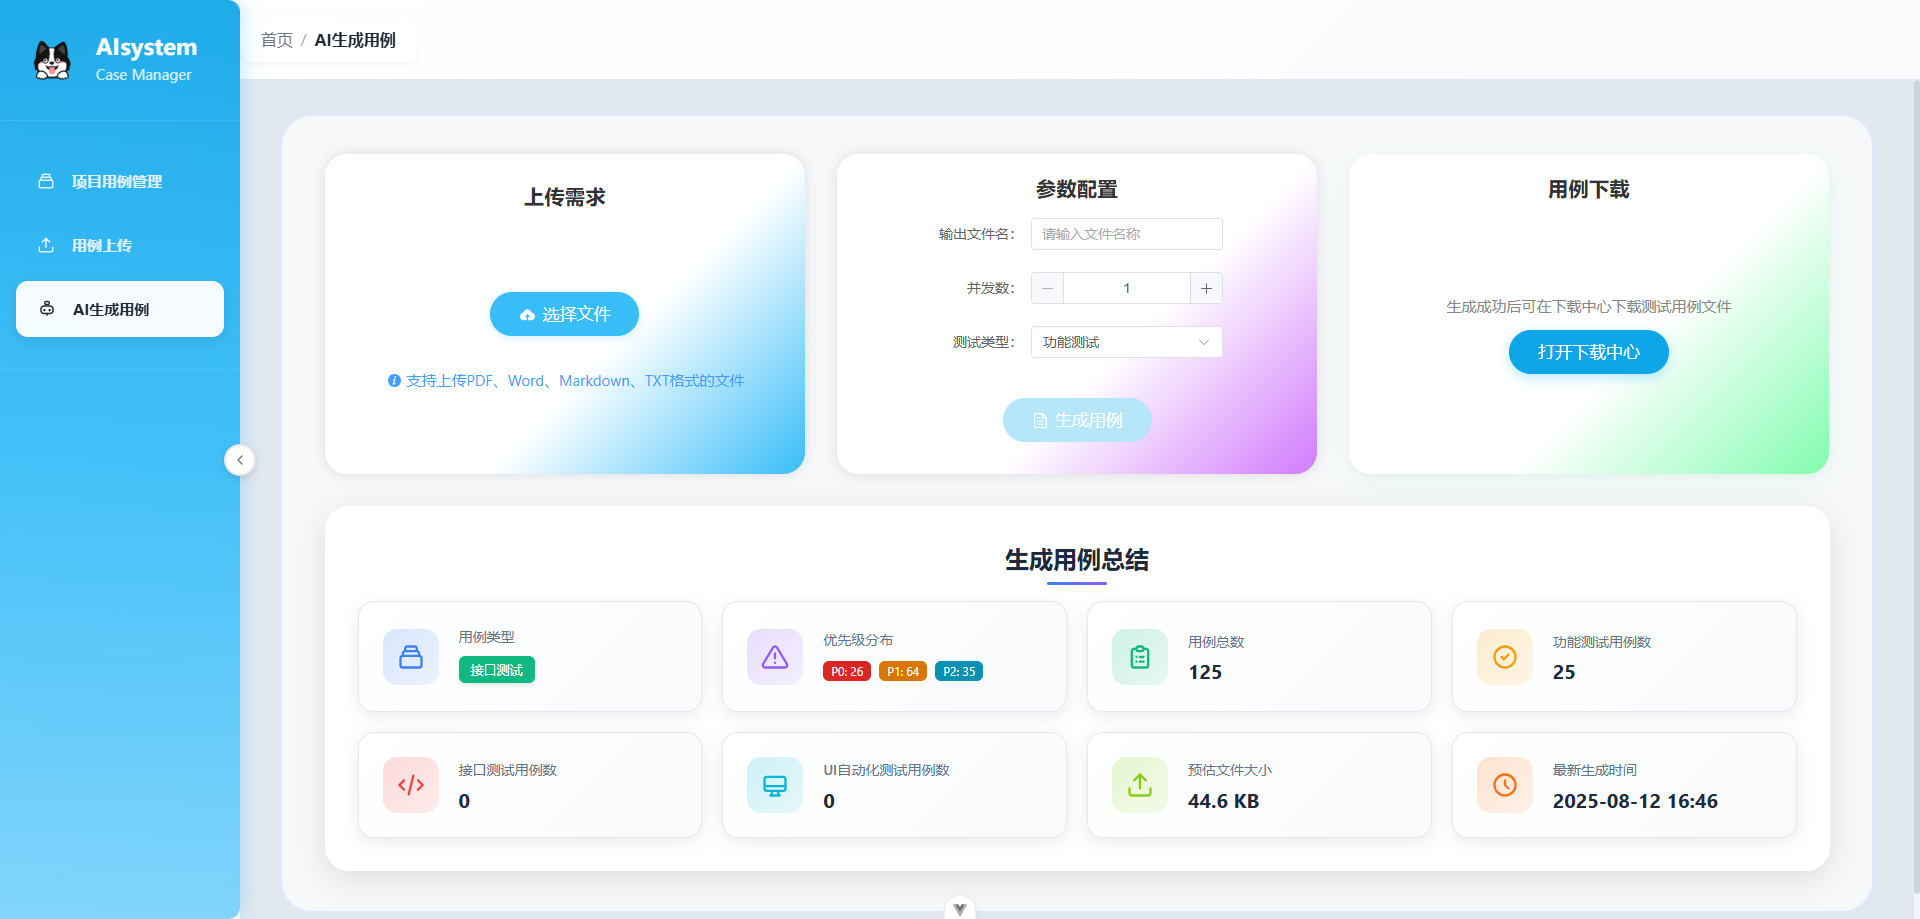 AIsystem
Case Manager
项目用例管理
用例上传
AI生成用例
首页 / AI生成用例
上传需求
选择文件
支持上传PDF、Word、Markdown、TXT格式的文件
参数配置
输出文件名：
请输入文件名称
并发数：
1
测试类型：
功能测试
生成用例
用例下载
生成成功后可在下载中心下载测试用例文件
打开下载中心
生成用例总结
用例类型
接口测试
优先级分布
P0: 26 P1: 64 P2: 35
用例总数
125
功能测试用例数
25
接口测试用例数
0
UI自动化测试用例数
0
预估文件大小
44.6 KB
最新生成时间
2025-08-12 16:46